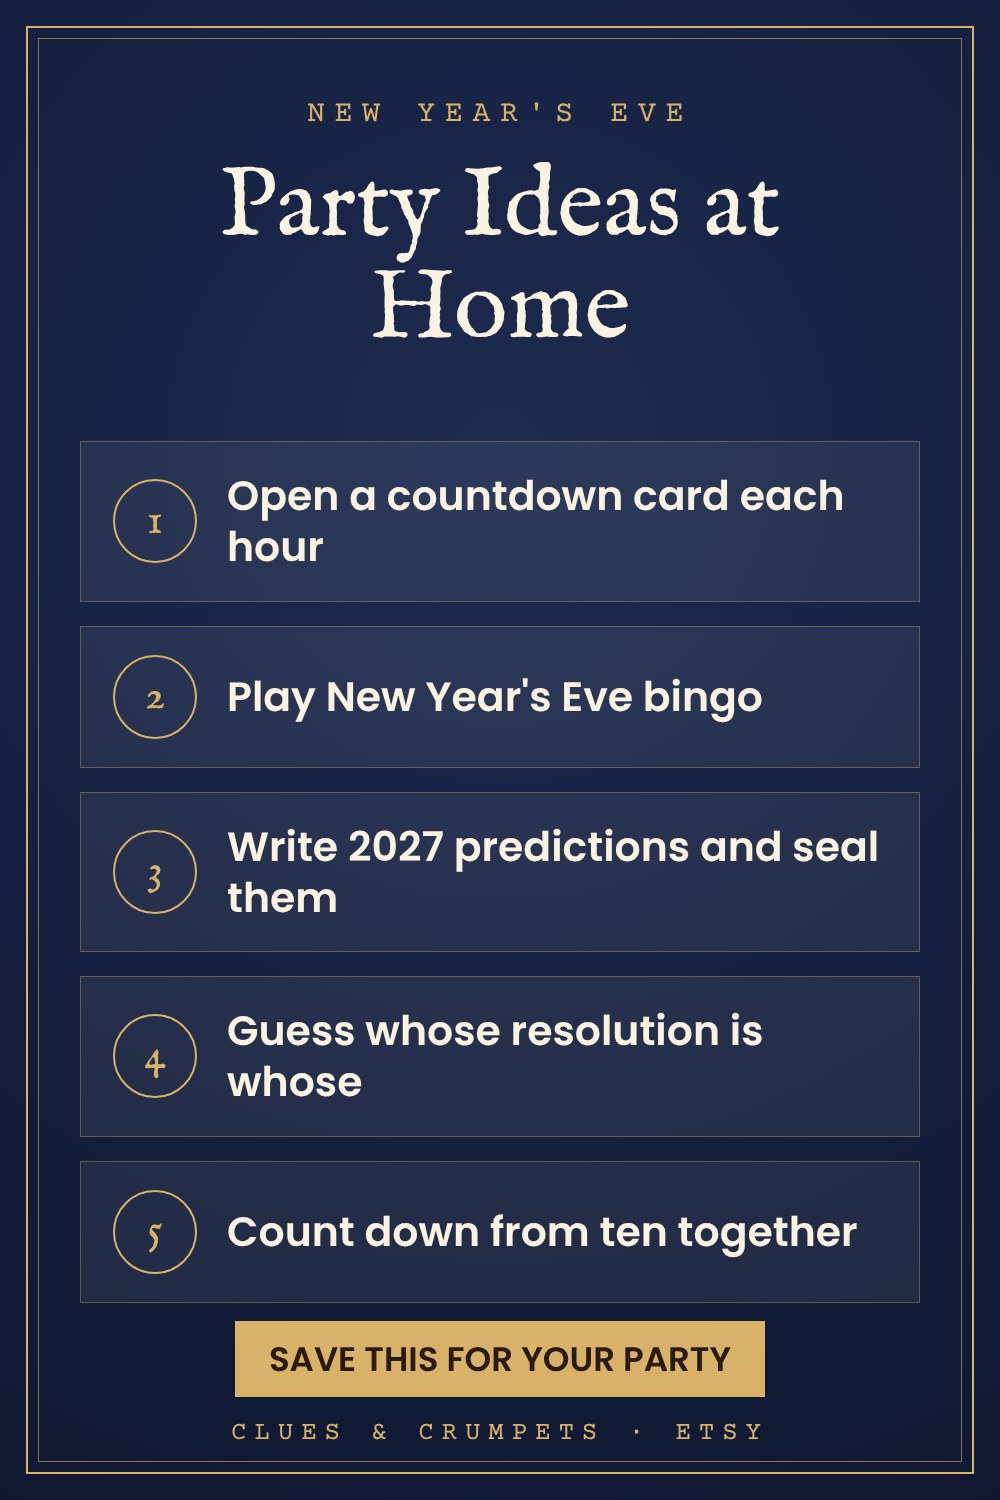 NEW YEAR'S EVE
Party Ideas at
Home
1
Open a countdown card each
hour
2
Play New Year's Eve bingo
3
Write 2027 predictions and seal
them
4
Guess whose resolution is
whose
5
Count down from ten together
SAVE THIS FOR YOUR PARTY
CLUES & CRUMPETS · ETSY